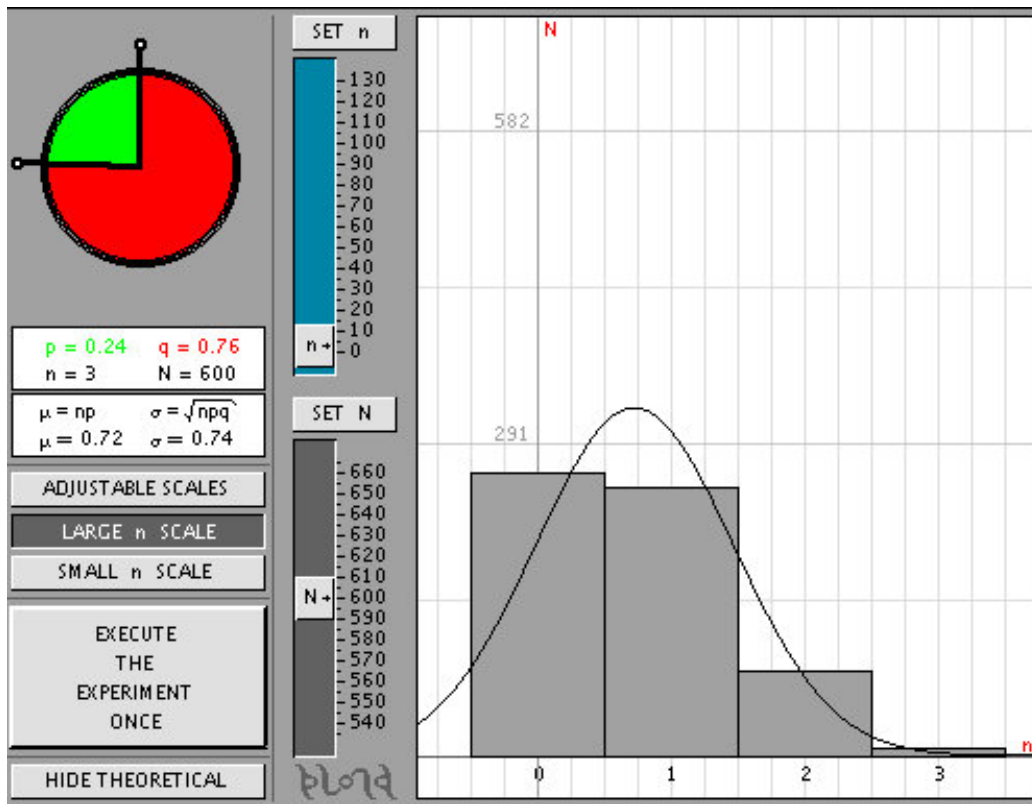 p = 0.24 q = 0.76
n = 3 N = 600
μ = np σ = √npq
μ = 0.72 σ = 0.74
ADJUSTABLE SCALES
LARGE n SCALE
SMALL n SCALE
EXECUTE
THE
EXPERIMENT
ONCE
HIDE THEORETICAL
SET n
130
120
110
100
90
80
70
60
50
40
30
20
10
0
n→
SET N
660
650
640
630
620
610
600
590
580
570
560
550
540
N→
N
582
291
n
0 1 2 3